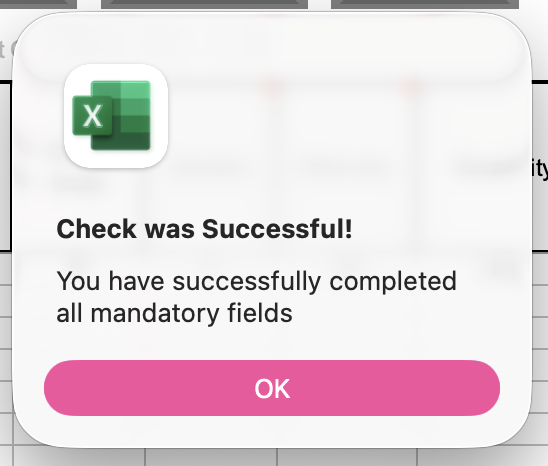 Check was Successful!
You have successfully completed
all mandatory fields
OK